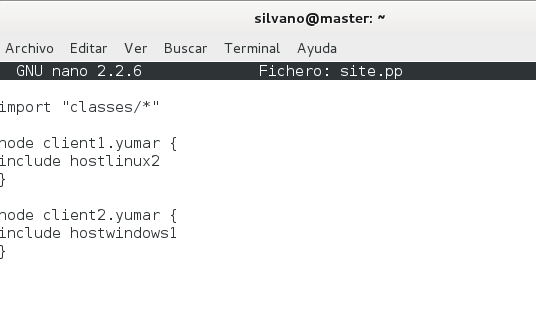 silvano@master: ~
Archivo Editar Ver Buscar Terminal Ayuda
GNU nano 2.2.6 Fichero: site.pp
import "classes/*"
node client1.yumar {
include hostlinux2
}
node client2.yumar {
include hostwindows1
}